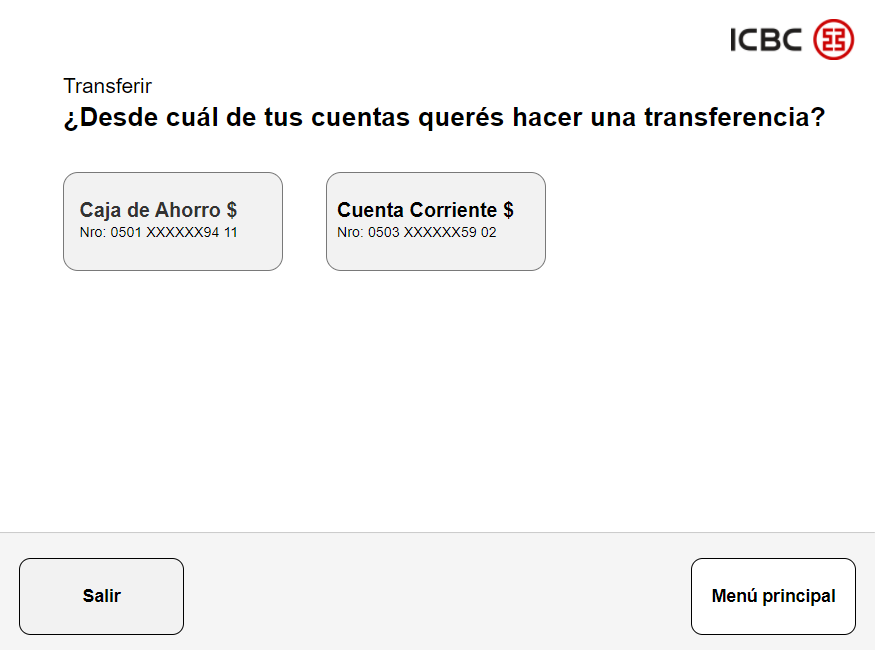 ICBC
Transferir
¿Desde cuál de tus cuentas querés hacer una transferencia?
Caja de Ahorro $
Nro: 0501 XXXXXX94 11
Cuenta Corriente $
Nro: 0503 XXXXXX59 02
Salir
Menú principal